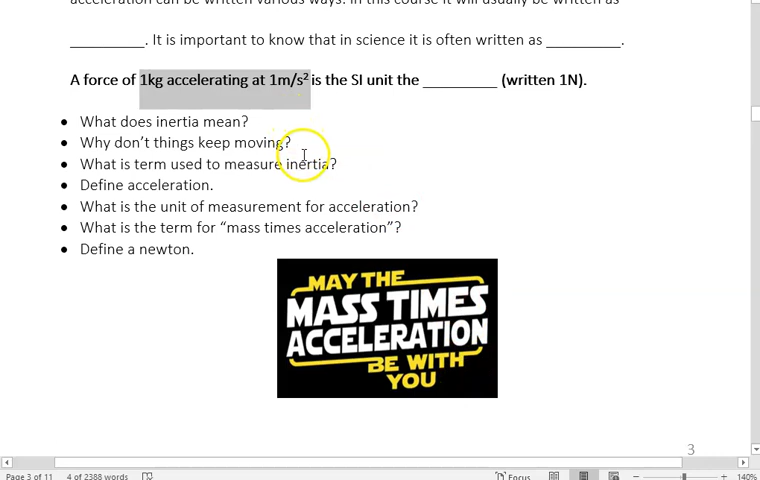 acceleration can be written various ways. In this course it will usually be written as
_________. It is important to know that in science it is often written as _________.
A force of 1kg accelerating at 1m/s² is the SI unit the _________ (written 1N).
• What does inertia mean?
• Why don’t things keep moving?
• What is term used to measure inertia?
• Define acceleration.
• What is the unit of measurement for acceleration?
• What is the term for “mass times acceleration”?
• Define a newton.
MAY THE
MASS TIMES
ACCELERATION
BE WITH
YOU
3
Page 3 of 11 4 of 2388 words Focus 140%